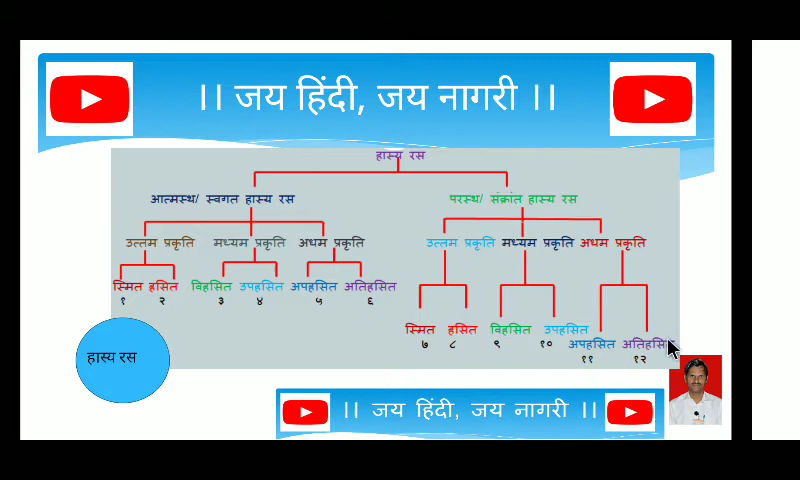 ।। जय हिंदी, जय नागरी ।।
हास्य रस
आत्मस्थ/ स्वगत हास्य रस परस्थ/ संक्रांत हास्य रस
उत्तम प्रकृति मध्यम प्रकृति अधम प्रकृति उत्तम प्रकृति मध्यम प्रकृति अधम प्रकृति
स्मित हसित विहसित उपहसित अपहसित अतिहसित
१ २ ३ ४ ५ ६
स्मित हसित विहसित उपहसित
७ ८ ९ १०
अपहसित अतिहसित
११ १२
हास्य रस
।। जय हिंदी, जय नागरी ।।